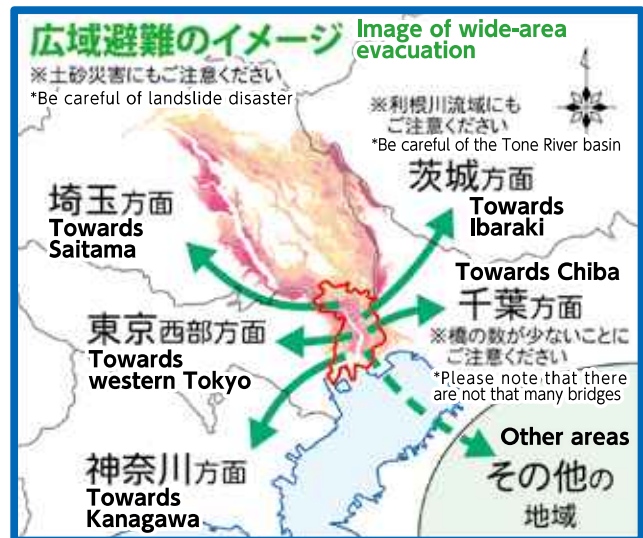 広域避難のイメージ
Image of wide-area
evacuation
※土砂災害にもご注意ください
*Be careful of landslide disaster
※利根川流域にも
ご注意ください
*Be careful of the Tone River basin
茨城方面
Towards
Ibaraki
埼玉方面
Towards
Saitama
Towards Chiba
千葉方面
※橋の数が少ないことに
ご注意ください
*Please note that there
are not that many bridges
東京西部方面
Towards
western Tokyo
Other areas
その他の
地域
神奈川方面
Towards
Kanagawa